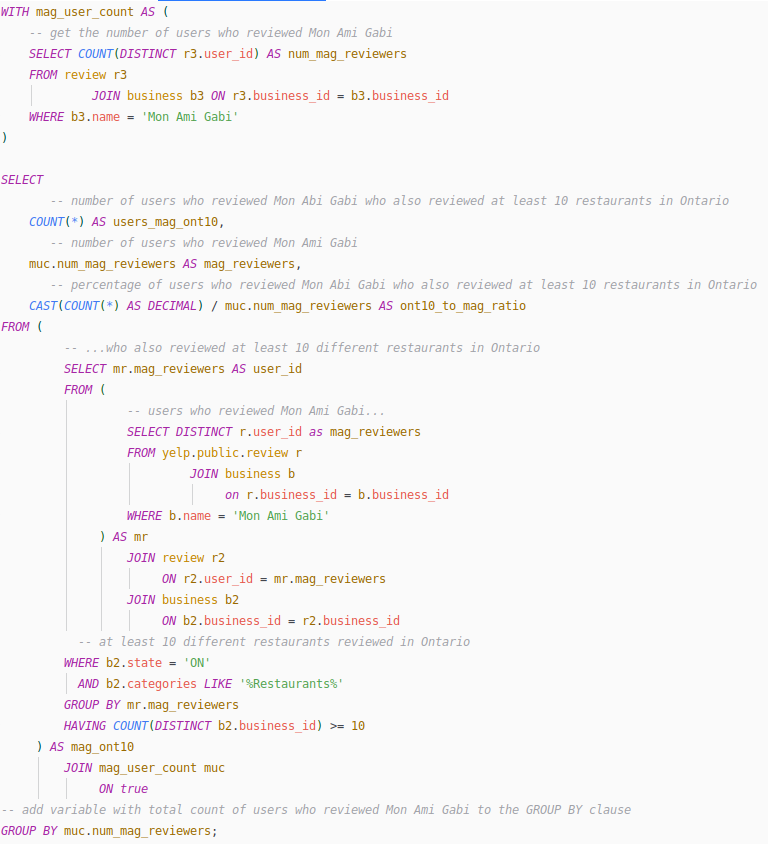 WITH mag_user_count AS (
-- get the number of users who reviewed Mon Ami Gabi
SELECT COUNT(DISTINCT r3.user_id) AS num_mag_reviewers
FROM review r3
JOIN business b3 ON r3.business_id = b3.business_id
WHERE b3.name = 'Mon Ami Gabi'
)
SELECT
-- number of users who reviewed Mon Abi Gabi who also reviewed at least 10 restaurants in Ontario
COUNT(*) AS users_mag_ont10,
-- number of users who reviewed Mon Ami Gabi
muc.num_mag_reviewers AS mag_reviewers,
-- percentage of users who reviewed Mon Abi Gabi who also reviewed at least 10 restaurants in Ontario
CAST(COUNT(*) AS DECIMAL) / muc.num_mag_reviewers AS ont10_to_mag_ratio
FROM (
-- ...who also reviewed at least 10 different restaurants in Ontario
SELECT mr.mag_reviewers AS user_id
FROM (
-- users who reviewed Mon Ami Gabi...
SELECT DISTINCT r.user_id as mag_reviewers
FROM yelp.public.review r
JOIN business b
on r.business_id = b.business_id
WHERE b.name = 'Mon Ami Gabi'
) AS mr
JOIN review r2
ON r2.user_id = mr.mag_reviewers
JOIN business b2
ON b2.business_id = r2.business_id
-- at least 10 different restaurants reviewed in Ontario
WHERE b2.state = 'ON'
AND b2.categories LIKE '%Restaurants%'
GROUP BY mr.mag_reviewers
HAVING COUNT(DISTINCT b2.business_id) >= 10
) AS mag_ont10
JOIN mag_user_count muc
ON true
-- add variable with total count of users who reviewed Mon Ami Gabi to the GROUP BY clause
GROUP BY muc.num_mag_reviewers;